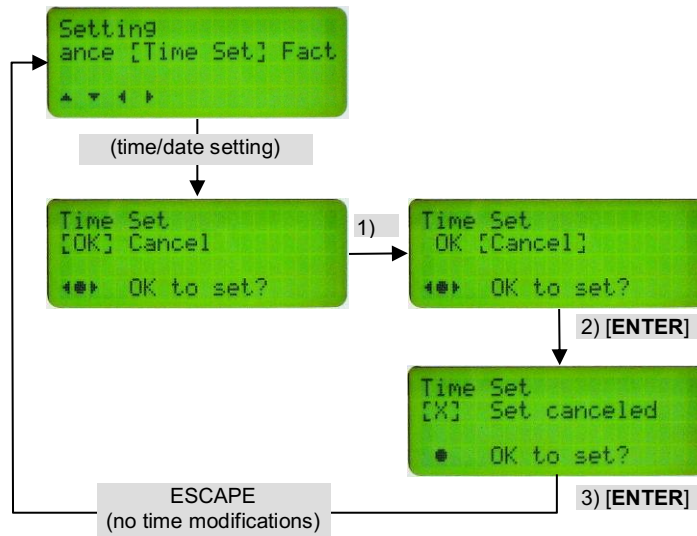 Setting
ance [Time Set] Fact
(time/date setting)
Time Set
[OK] Cancel
OK to set?
1)
Time Set
OK [Cancel]
OK to set?
2) [ENTER]
Time Set
[X] Set canceled
OK to set?
3) [ENTER]
ESCAPE
(no time modifications)